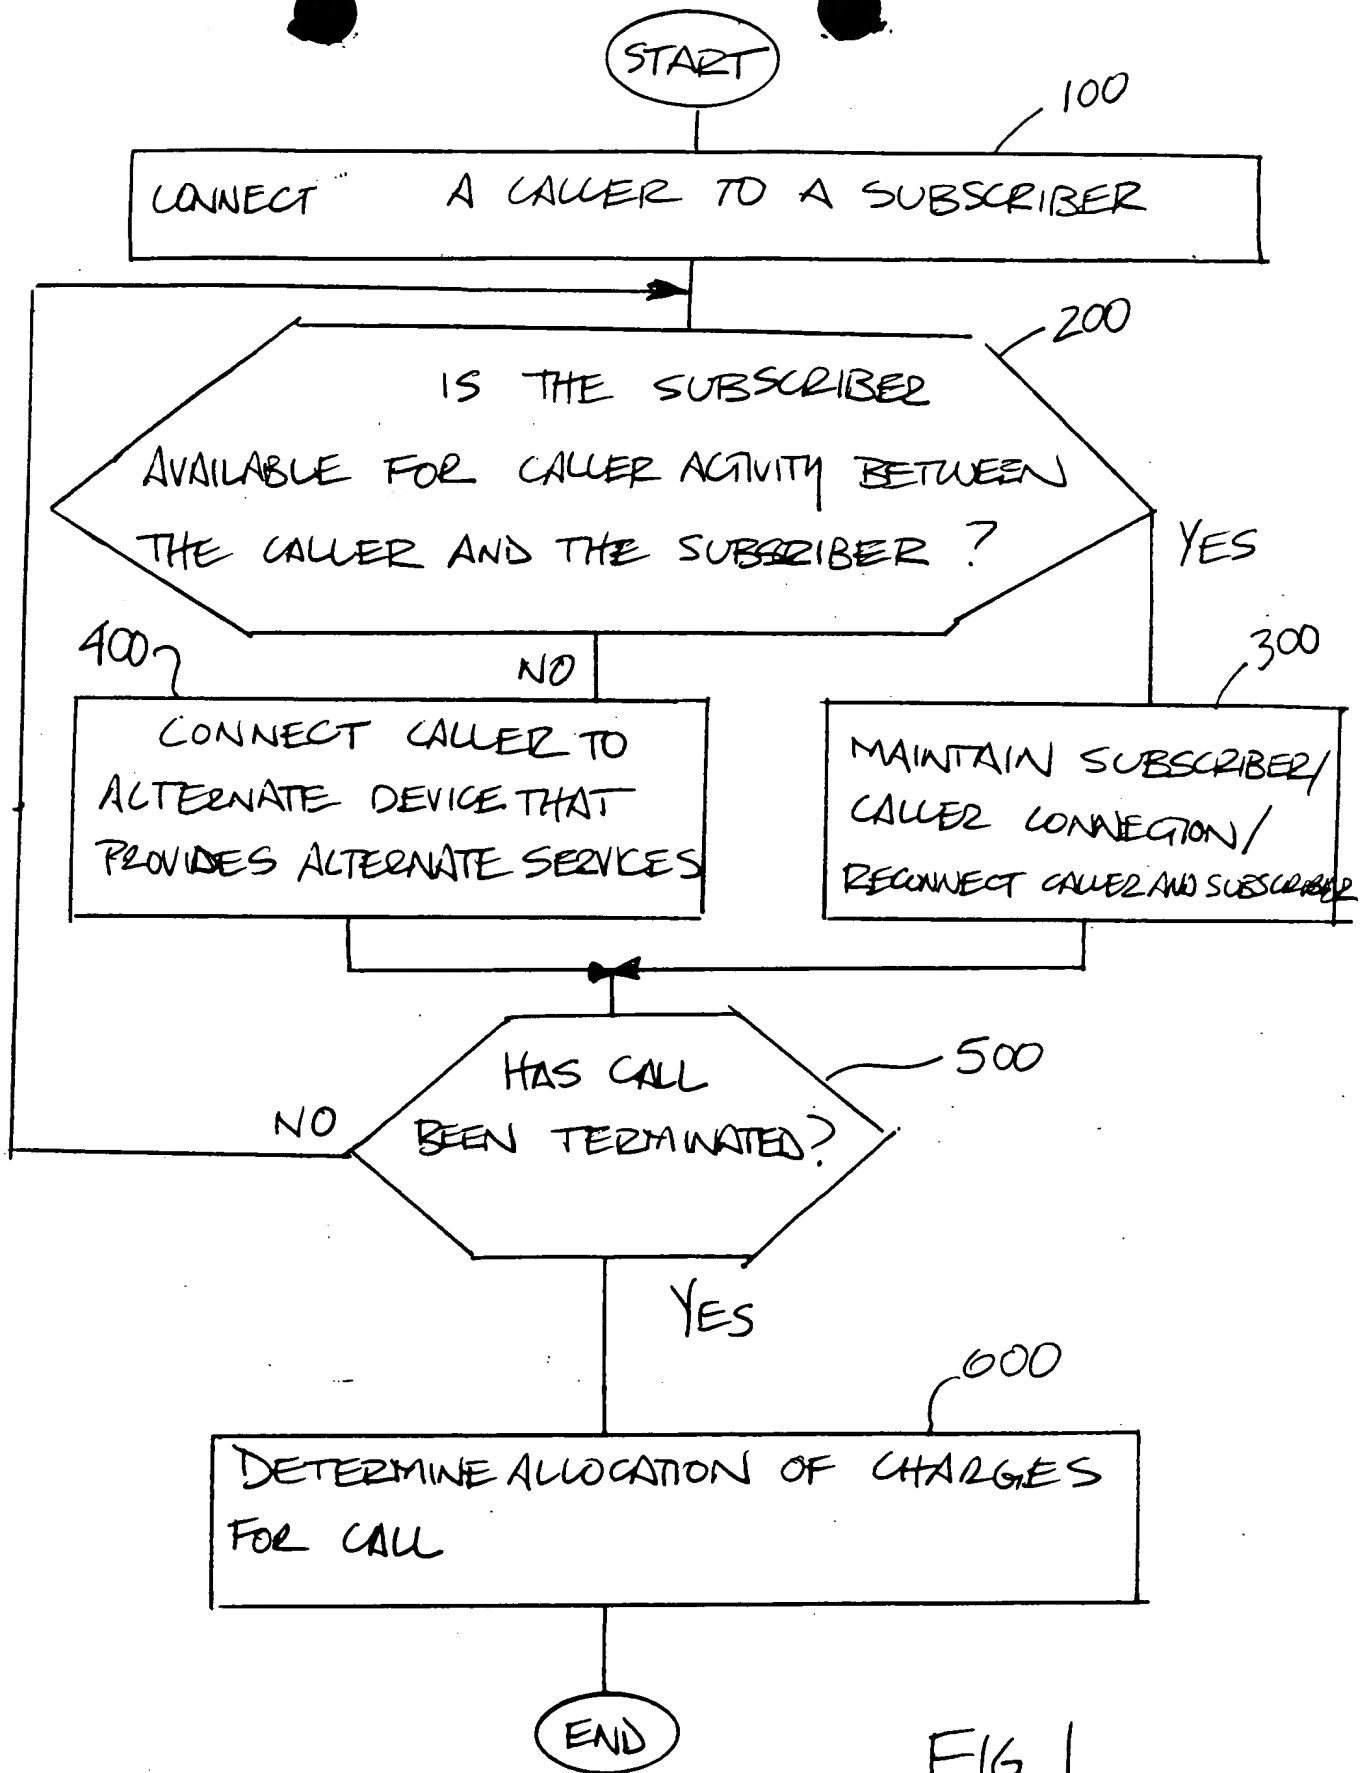 START
100
CONNECT A CALLER TO A SUBSCRIBER
200
IS THE SUBSCRIBER
AVAILABLE FOR CALLER ACTIVITY BETWEEN
THE CALLER AND THE SUBSCRIBER ?
YES
400
NO
300
CONNECT CALLER TO
ALTERNATE DEVICE THAT
PROVIDES ALTERNATE SERVICES
MAINTAIN SUBSCRIBER/
CALLER CONNECTION/
RECONNECT CALLER AND SUBSCRIBER
500
HAS CALL
BEEN TERMINATED?
NO
YES
600
DETERMINE ALLOCATION OF CHARGES
FOR CALL
END
FIG 1